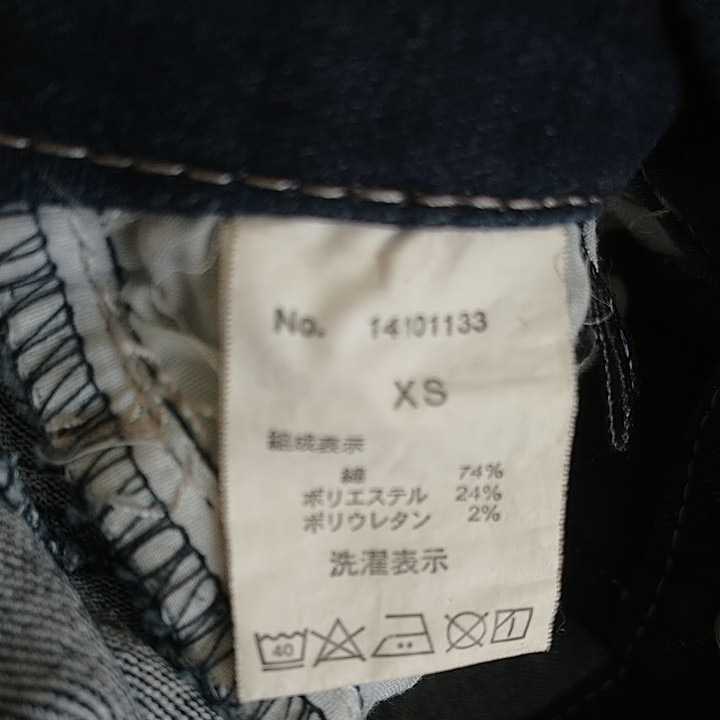 No. 14101133
XS
組成表示
綿 74%
ポリエステル 24%
ポリウレタン 2%
洗濯表示
40